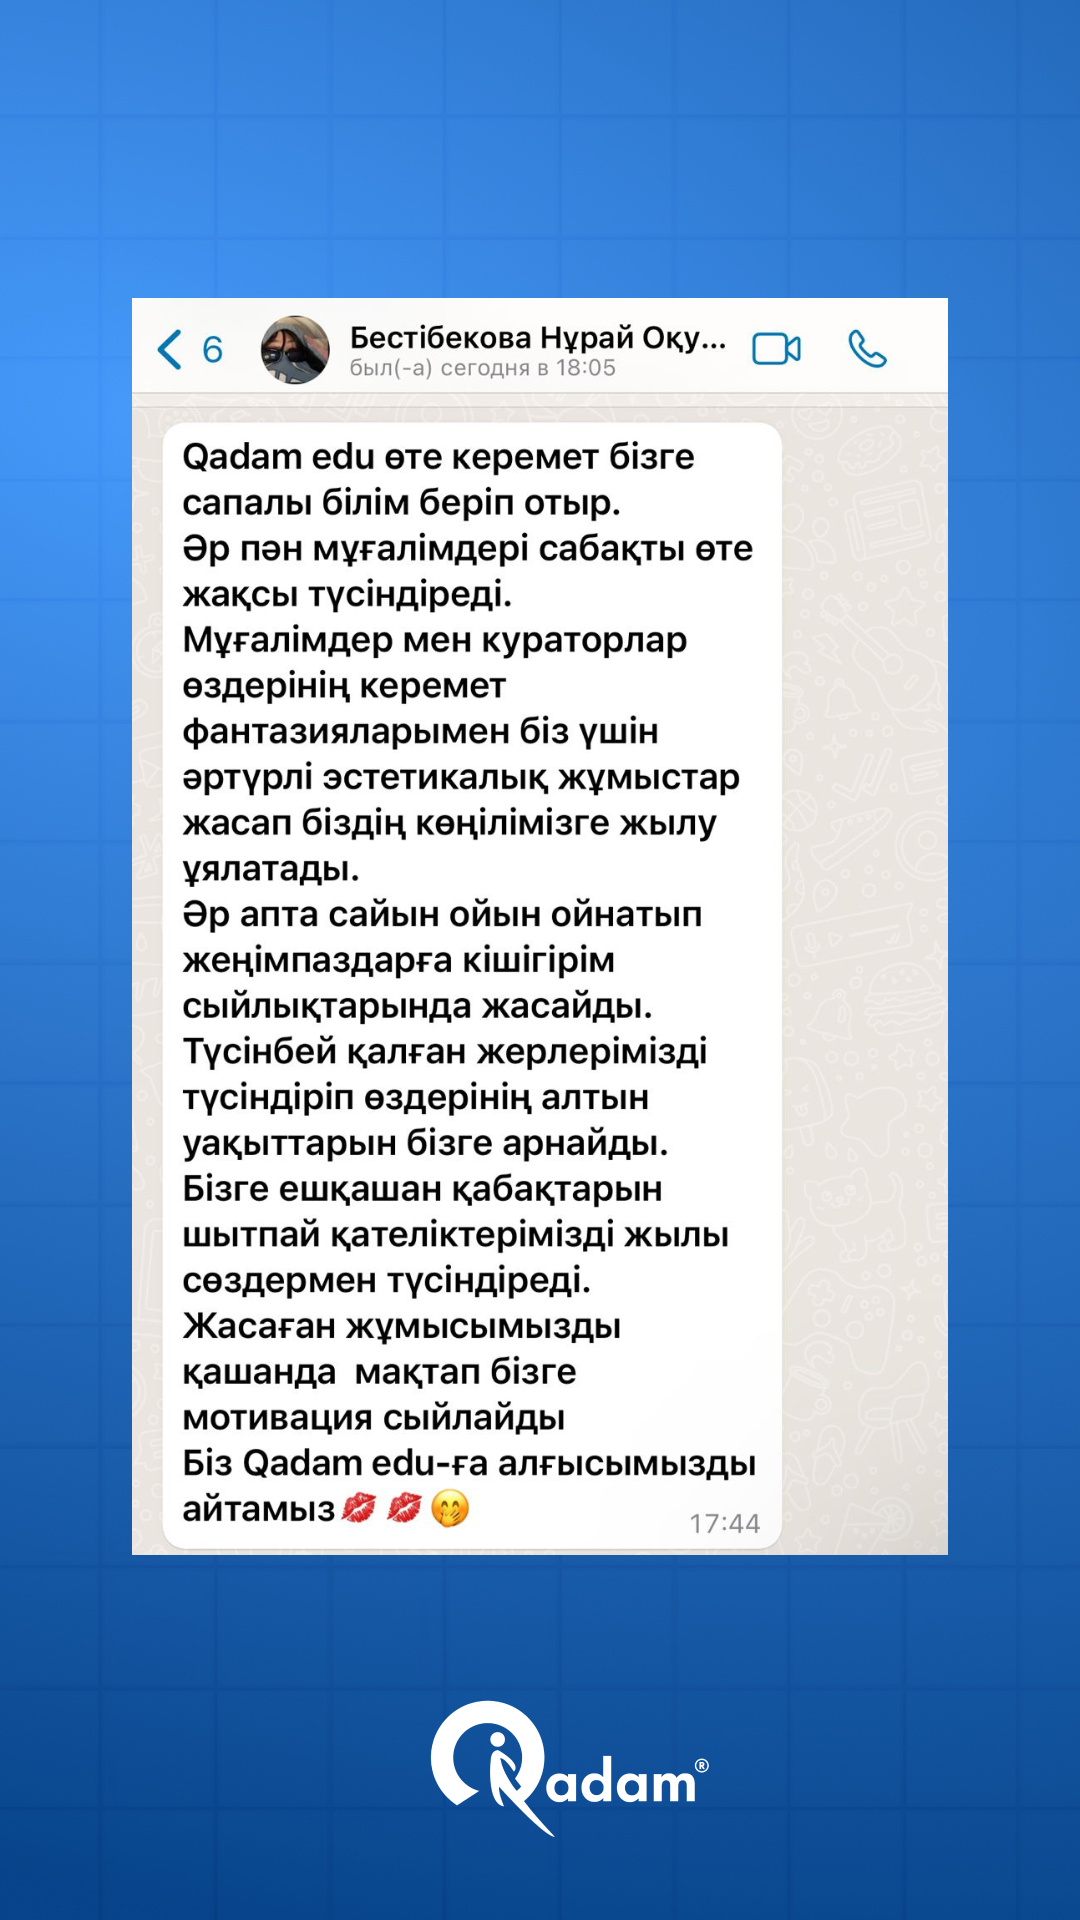 6
Бестібекова Нұрай Оқу...
был(-а) сегодня в 18:05
Qadam edu өте керемет бізге
сапалы білім беріп отыр.
Әр пән мұғалімдері сабақты өте
жақсы түсіндіреді.
Мұғалімдер мен кураторлар
өздерінің керемет
фантазияларымен біз үшін
әртүрлі эстетикалық жұмыстар
жасап біздің көңілімізге жылу
ұялатады.
Әр апта сайын ойын ойнатып
жеңімпаздарға кішігірім
сыйлықтарында жасайды.
Түсінбей қалған жерлерімізді
түсіндіріп өздерінің алтын
уақыттарын бізге арнайды.
Бізге ешқашан қабақтарын
шытпай қателіктерімізді жылы
сөздермен түсіндіреді.
Жасаған жұмысымызды
қашанда  мақтап бізге
мотивация сыйлайды
Біз Qadam edu-ға алғысымызды
айтамыз💋💋🤭
17:44
Qadam®